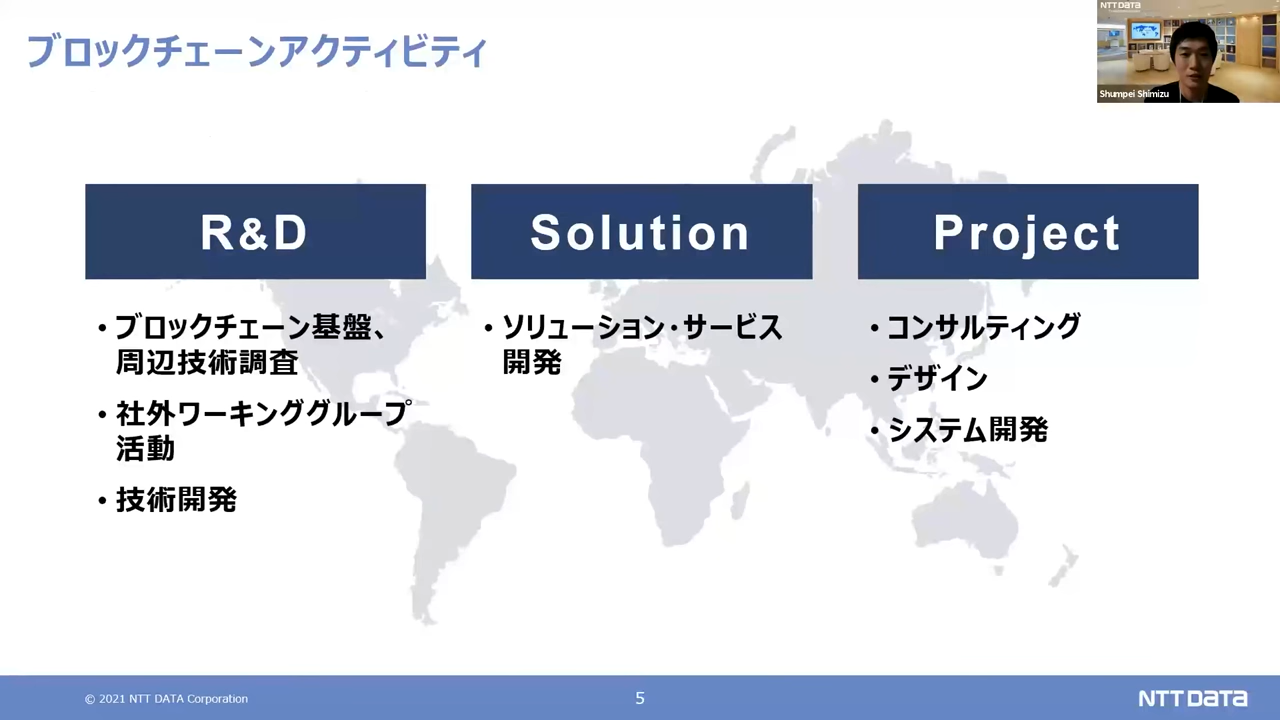 ブロックチェーンアクティビティ
NTT DATA
Shumpei Shimizu
R&D
・ブロックチェーン基盤、
周辺技術調査
・社外ワーキンググループ
活動
・技術開発
Solution
・ソリューション・サービス
開発
Project
・コンサルティング
・デザイン
・システム開発
© 2021 NTT DATA Corporation
5
NTT DATA